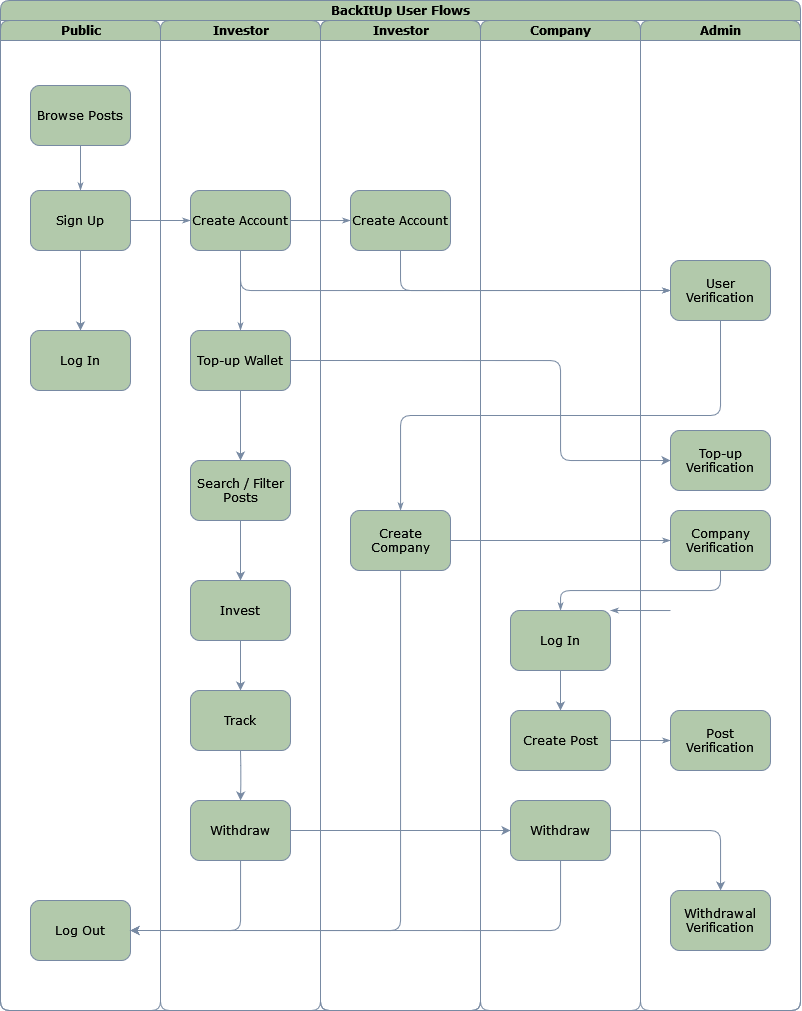 BackItUp User Flows
Public
Investor
Investor
Company
Admin
Browse Posts
Sign Up
Create Account
Create Account
User
Verification
Log In
Top-up Wallet
Top-up
Verification
Search / Filter
Posts
Create
Company
Company
Verification
Invest
Log In
Track
Create Post
Post
Verification
Withdraw
Withdraw
Log Out
Withdrawal
Verification